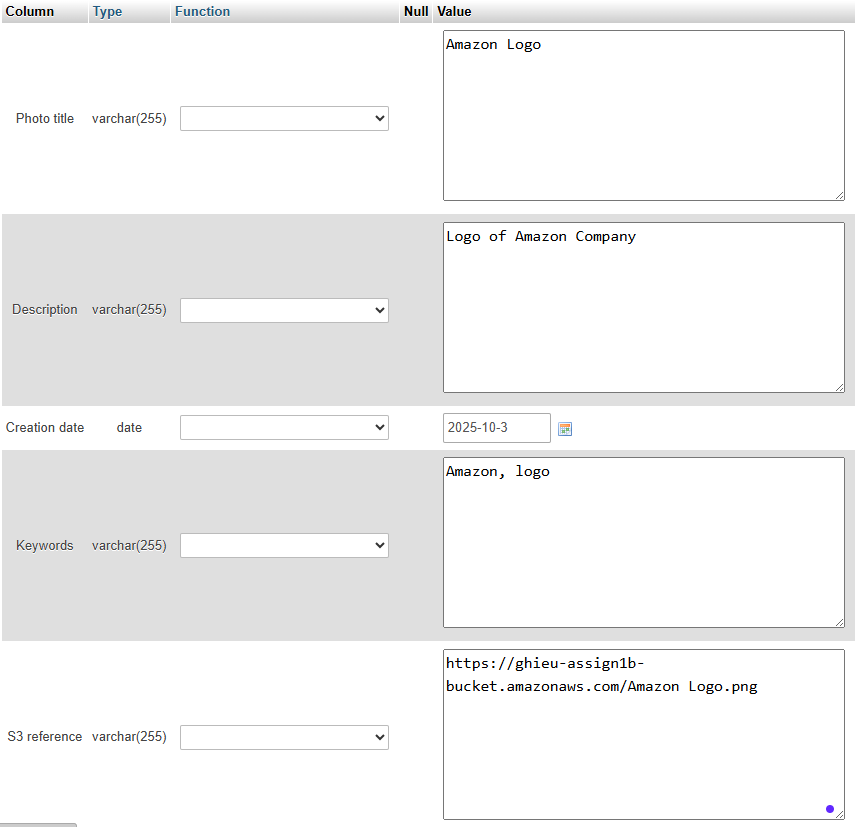 Column Type Function Null Value
Amazon Logo
Photo title varchar(255)
Logo of Amazon Company
Description varchar(255)
Creation date date 2025-10-3
Amazon, logo
Keywords varchar(255)
https://ghieu-assign1b-
bucket.amazonaws.com/Amazon Logo.png
S3 reference varchar(255)